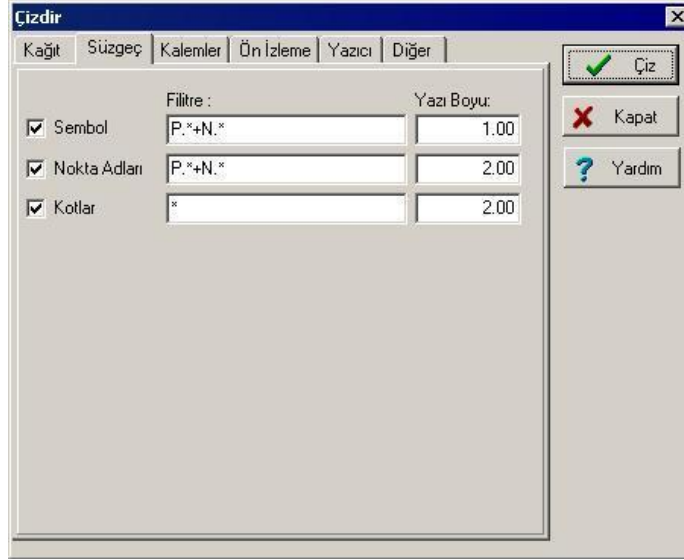 Çizdir
Kağıt Süzgeç Kalemler Ön İzleme Yazıcı Diğer
Çiz
Kapat
Yardım
Filitre : Yazı Boyu:
Sembol P.*+N.* 1.00
Nokta Adları P.*+N.* 2.00
Kotlar * 2.00